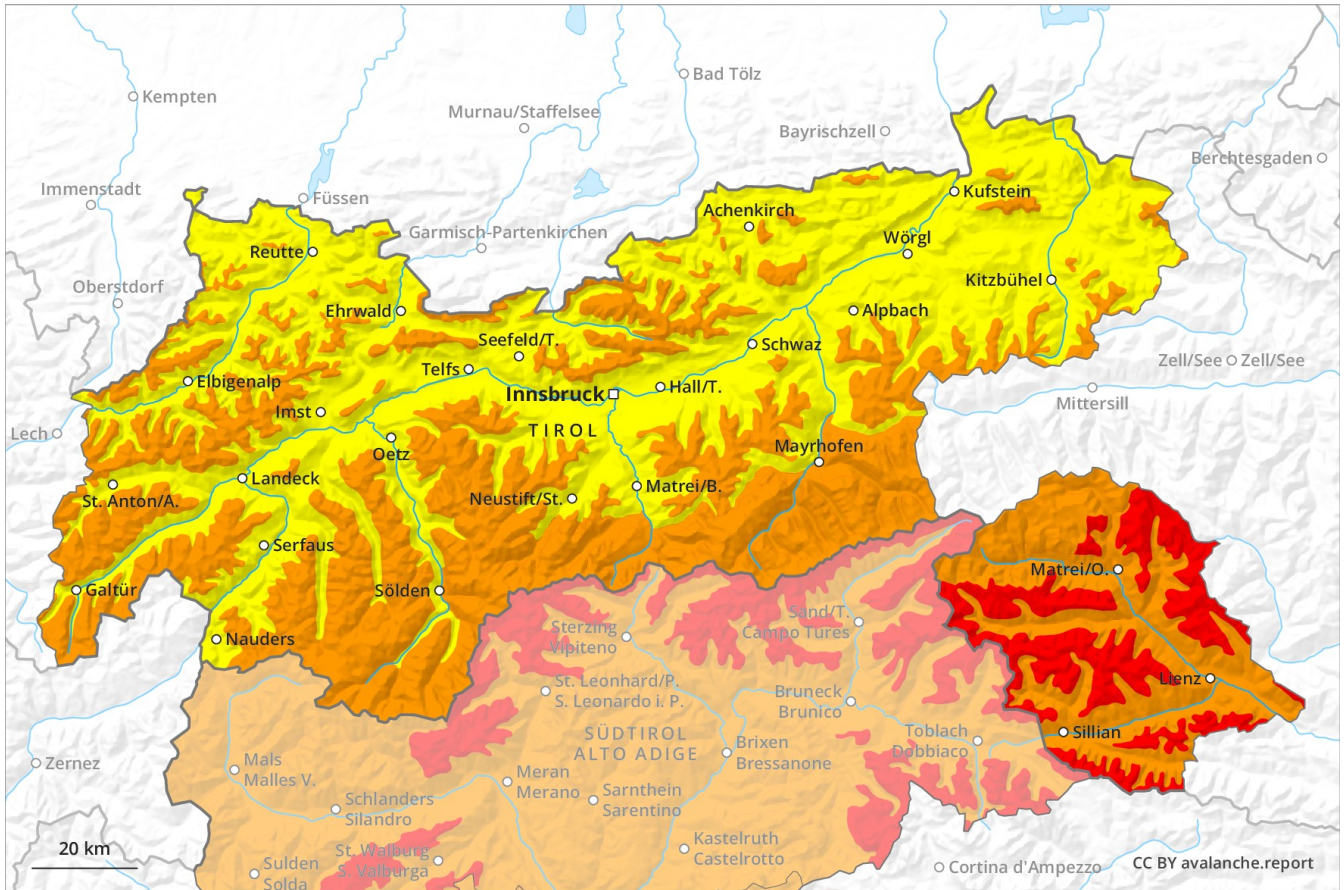 Kempten
Bad Tölz
Murnau/Staffelsee
Bayrischzell
Berchtesgaden
Immenstadt
Füssen
Kufstein
Achenkirch
Garmisch-Partenkirchen
Wörgl
Reutte
Oberstdorf
Kitzbühel
Ehrwald
Alpbach
Seefeld/T.
Schwaz
Zell/See
Zell/See
Telfs
Elbigenalp
Innsbruck
Hall/T.
Mittersill
Imst
Lech
TIROL
Oetz
Mayrhofen
Landeck
St. Anton/A.
Neustift/St.
Matrei/B.
Serfaus
Matrei/O.
Galtür
Sölden
Sand/T.
Campo Tures
Sterzing
Vipiteno
Nauders
St. Leonhard/P.
S. Leonardo i. P.
Bruneck
Brunico
Lienz
SÜDTIROL
ALTO ADIGE
Toblach
Dobbiaco
Sillian
Brixen
Bressanone
Zernez
Mals
Malles V.
Meran
Merano
Sarnthein
Sarentino
Schlanders
Silandro
20 km
St. Walburg
S. Valburga
Kastelruth
Castelrotto
Sulden
Solda
Cortina d'Ampezzo
CC BY avalanche.report